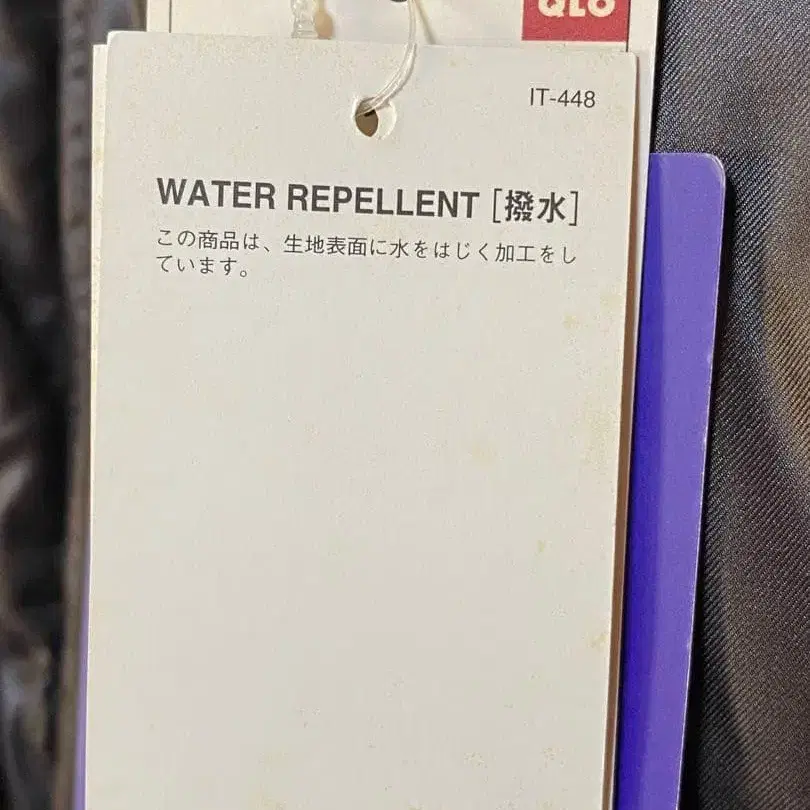 QLO
IT-448
WATER REPELLENT [撥水]
この商品は、生地表面に水をはじく加工をし
ています。